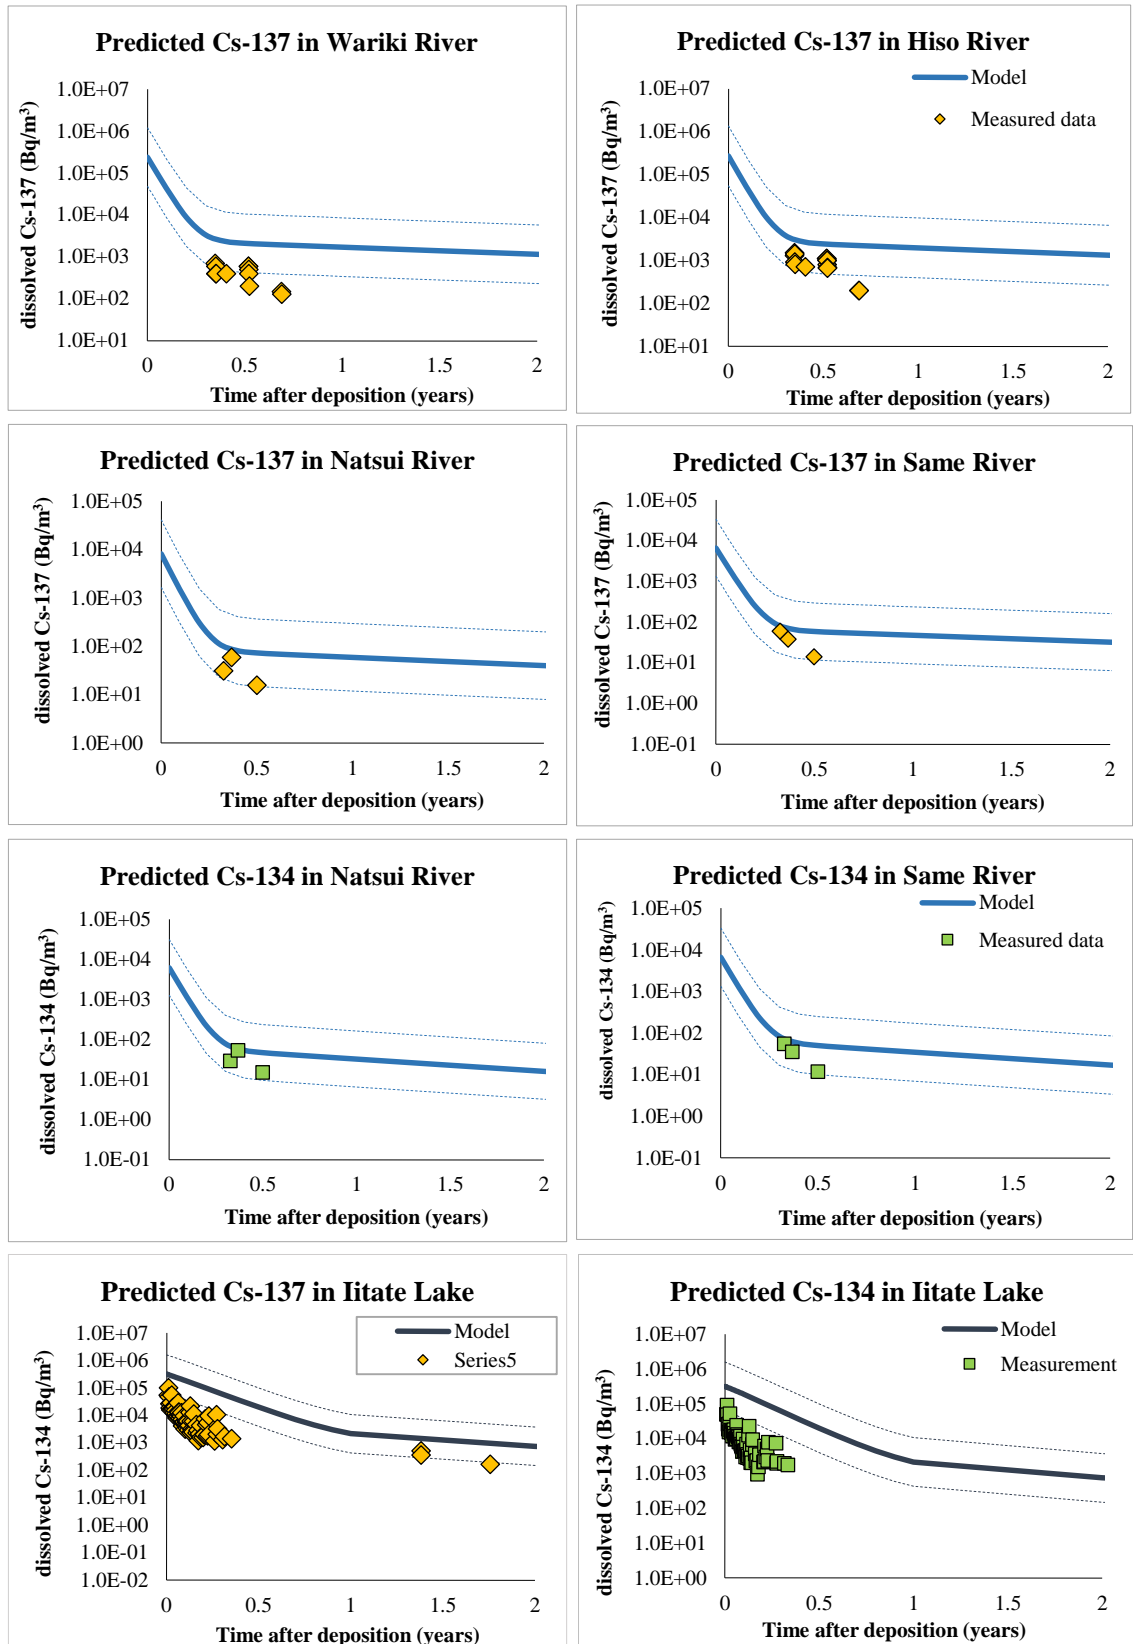 Predicted Cs-137 in Wariki River
dissolved Cs-137 (Bq/m³)
1.0E+07
1.0E+06
1.0E+05
1.0E+04
1.0E+03
1.0E+02
1.0E+01
0 0.5 1 1.5 2
Time after deposition (years)
Predicted Cs-137 in Hiso River
Model
Measured data
dissolved Cs-137 (Bq/m³)
1.0E+07
1.0E+06
1.0E+05
1.0E+04
1.0E+03
1.0E+02
1.0E+01
0 0.5 1 1.5 2
Time after deposition (years)
Predicted Cs-137 in Natsui River
dissolved Cs-137 (Bq/m³)
1.0E+05
1.0E+04
1.0E+03
1.0E+02
1.0E+01
1.0E+00
0 0.5 1 1.5 2
Time after deposition (years)
Predicted Cs-137 in Same River
dissolved Cs-137 (Bq/m³)
1.0E+05
1.0E+04
1.0E+03
1.0E+02
1.0E+01
1.0E+00
1.0E-01
0 0.5 1 1.5 2
Time after deposition (years)
Predicted Cs-134 in Natsui River
dissolved Cs-134 (Bq/m³)
1.0E+05
1.0E+04
1.0E+03
1.0E+02
1.0E+01
1.0E+00
1.0E-01
0 0.5 1 1.5 2
Time after deposition (years)
Predicted Cs-134 in Same River
Model
Measured data
dissolved Cs-134 (Bq/m³)
1.0E+05
1.0E+04
1.0E+03
1.0E+02
1.0E+01
1.0E+00
1.0E-01
0 0.5 1 1.5 2
Time after deposition (years)
Predicted Cs-137 in Iitate Lake
Model
Series5
dissolved Cs-134 (Bq/m³)
1.0E+07
1.0E+06
1.0E+05
1.0E+04
1.0E+03
1.0E+02
1.0E+01
1.0E+00
1.0E-01
1.0E-02
0 0.5 1 1.5 2
Time after deposition (years)
Predicted Cs-134 in Iitate Lake
Model
Measurement
dissolved Cs-134 (Bq/m³)
1.0E+07
1.0E+06
1.0E+05
1.0E+04
1.0E+03
1.0E+02
1.0E+01
1.0E+00
0 0.5 1 1.5 2
Time after deposition (years)